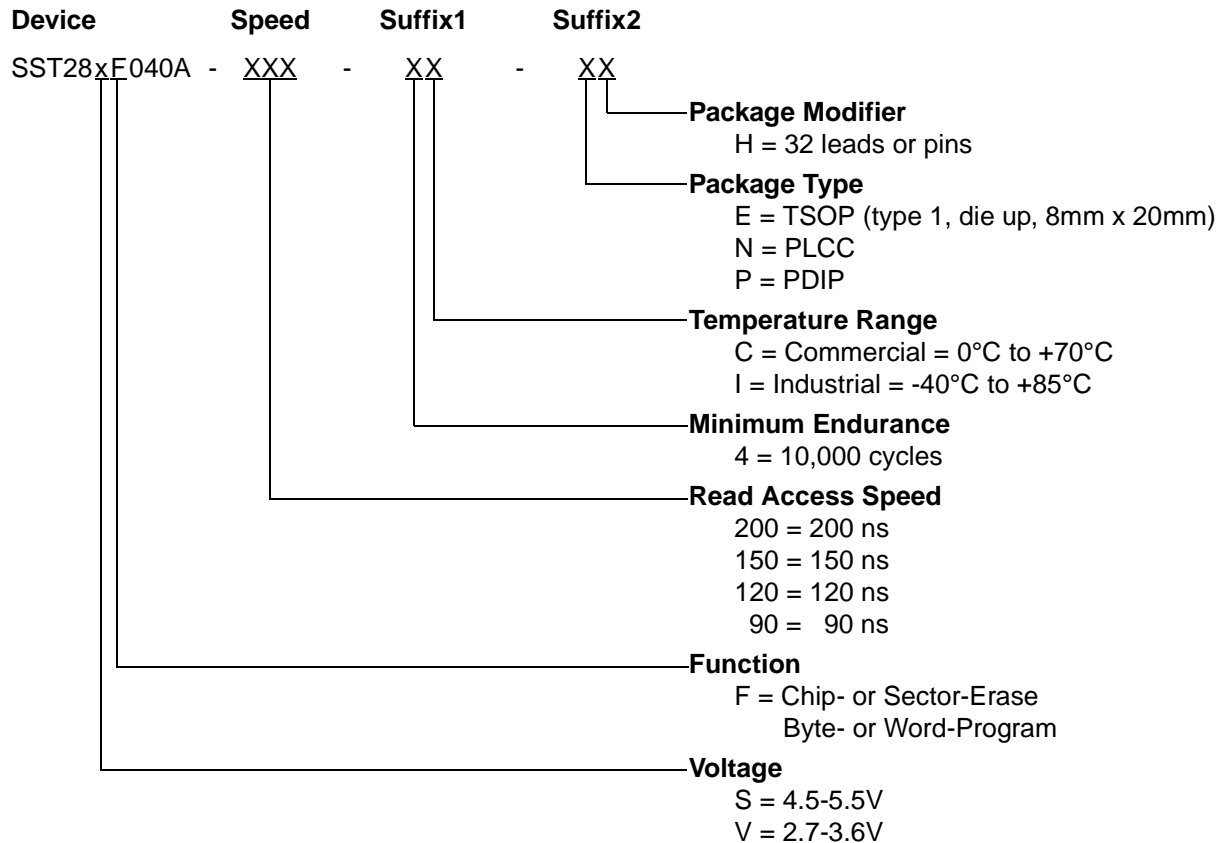 Device Speed Suffix1 Suffix2
SST28xF040A - XXX - XX - XX
Package Modifier
H = 32 leads or pins
Package Type
E = TSOP (type 1, die up, 8mm x 20mm)
N = PLCC
P = PDIP
Temperature Range
C = Commercial = 0°C to +70°C
I = Industrial = -40°C to +85°C
Minimum Endurance
4 = 10,000 cycles
Read Access Speed
200 = 200 ns
150 = 150 ns
120 = 120 ns
90 = 90 ns
Function
F = Chip- or Sector-Erase
Byte- or Word-Program
Voltage
S = 4.5-5.5V
V = 2.7-3.6V